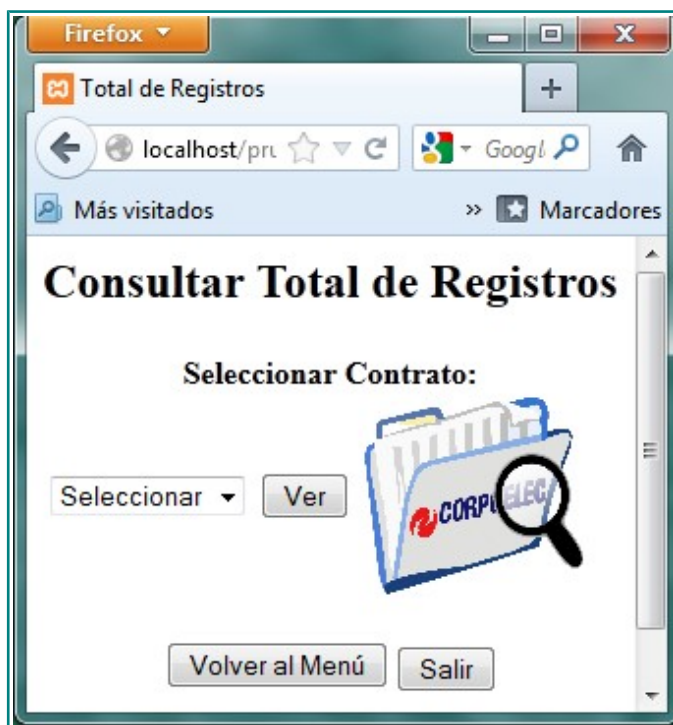 Firefox
Total de Registros
localhost/pru
Googl
Más visitados
» Marcadores
Consultar Total de Registros
Seleccionar Contrato:
Seleccionar Ver
CORPOELEC
Volver al Menú Salir